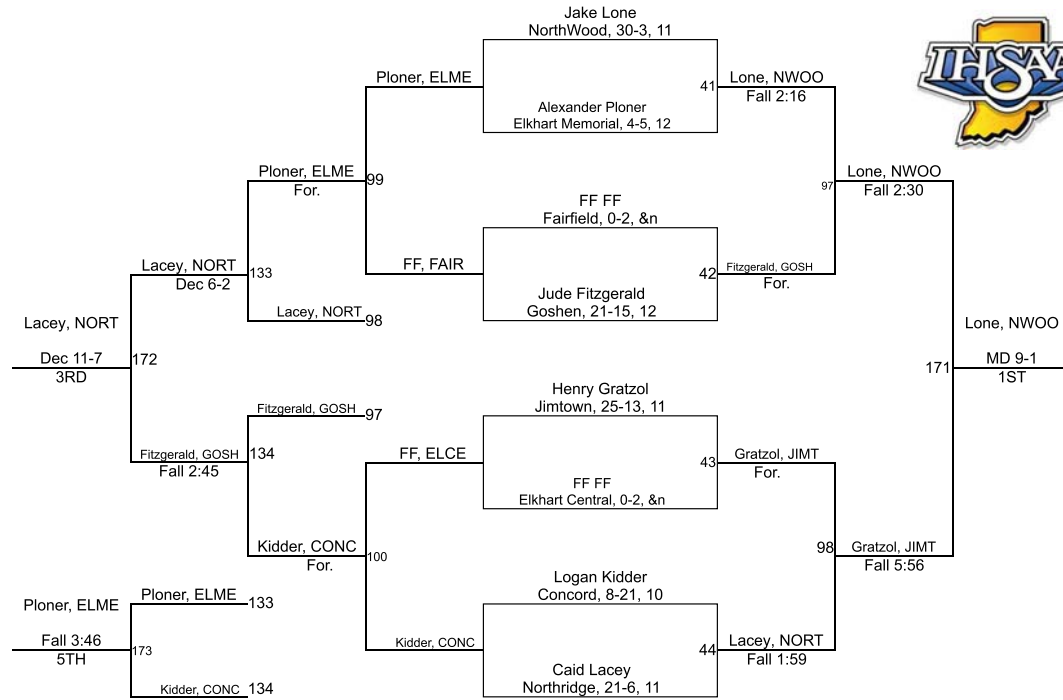 Jake Lone
NorthWood, 30-3, 11
IHSAA
Ploner, ELME
41
Lone, NWOO
Fall 2:16
Alexander Ploner
Elkhart Memorial, 4-5, 12
Ploner, ELME
For.
99
97
Lone, NWOO
Fall 2:30
FF FF
Fairfield, 0-2, &n
Lacey, NORT
Dec 6-2
133
FF, FAIR
42
Fitzgerald, GOSH
For.
Jude Fitzgerald
Goshen, 21-15, 12
Lacey, NORT
98
Lacey, NORT
Dec 11-7
3RD
172
171
Lone, NWOO
MD 9-1
1ST
Henry Gratzol
Jimtown, 25-13, 11
Fitzgerald, GOSH
97
Fitzgerald, GOSH
Fall 2:45
134
FF, ELCE
43
Gratzol, JIMT
For.
FF FF
Elkhart Central, 0-2, &n
Kidder, CONC
For.
100
98
Gratzol, JIMT
Fall 5:56
Logan Kidder
Concord, 8-21, 10
Ploner, ELME
Fall 3:46
5TH
Ploner, ELME
133
173
Kidder, CONC
134
Kidder, CONC
44
Lacey, NORT
Fall 1:59
Caid Lacey
Northridge, 21-6, 11